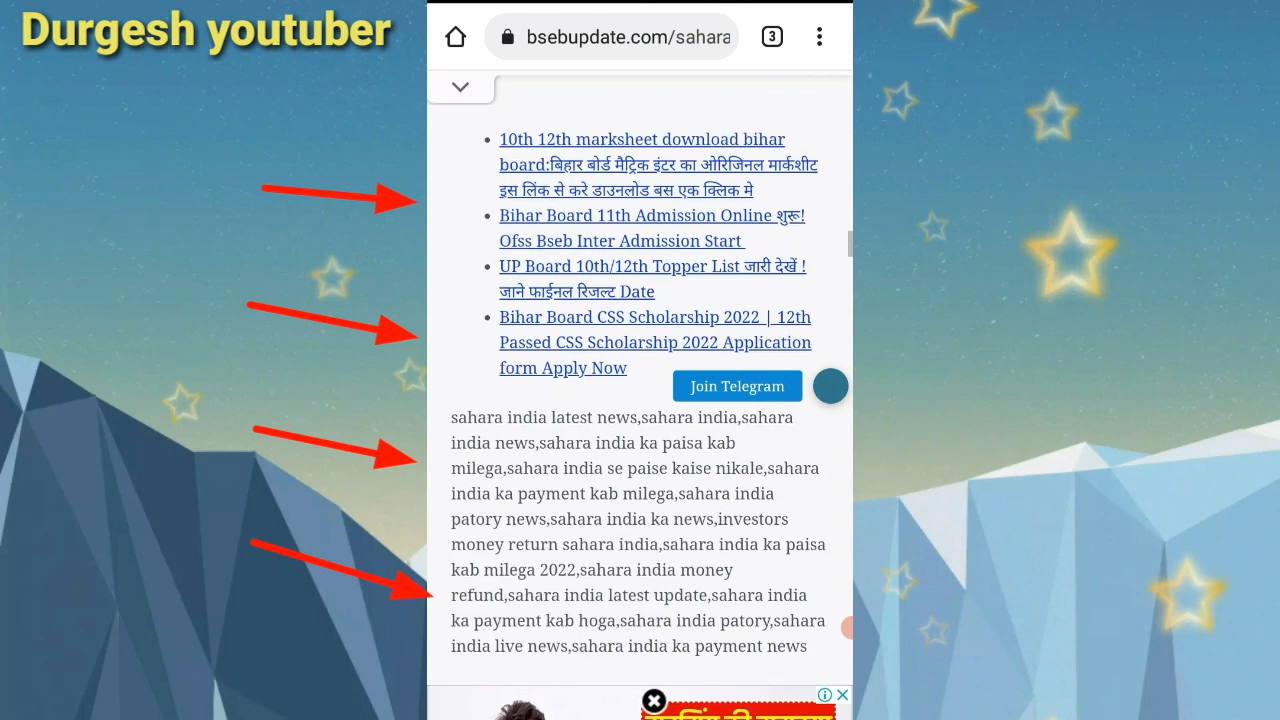 Durgesh youtuber
bsebupdate.com/sahara
3
10th 12th marksheet download bihar
board:बिहार बोर्ड मैट्रिक इंटर का ओरिजिनल मार्कशीट
इस लिंक से करे डाउनलोड बस एक क्लिक मे
Bihar Board 11th Admission Online शुरू!
Ofss Bseb Inter Admission Start
UP Board 10th/12th Topper List जारी देखें !
जाने फाईनल रिजल्ट Date
Bihar Board CSS Scholarship 2022 | 12th
Passed CSS Scholarship 2022 Application
form Apply Now
Join Telegram
sahara india latest news,sahara india,sahara
india news,sahara india ka paisa kab
milega,sahara india se paise kaise nikale,sahara
india ka payment kab milega,sahara india
patory news,sahara india ka news,investors
money return sahara india,sahara india ka paisa
kab milega 2022,sahara india money
refund,sahara india latest update,sahara india
ka payment kab hoga,sahara india patory,sahara
india live news,sahara india ka payment news